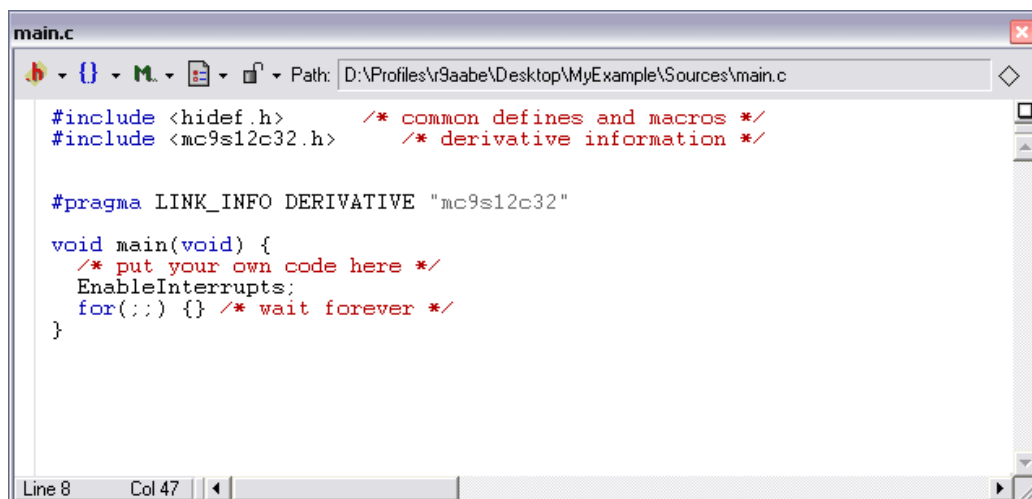 main.c
{} M. Path: D:\Profiles\r9aabe\Desktop\MyExample\Sources\main.c
#include <hidef.h>      /* common defines and macros */
#include <mc9s12c32.h>     /* derivative information */
#pragma LINK_INFO DERIVATIVE "mc9s12c32"
void main(void) {
  /* put your own code here */
  EnableInterrupts;
  for(;;) {} /* wait forever */
}
Line 8 Col 47